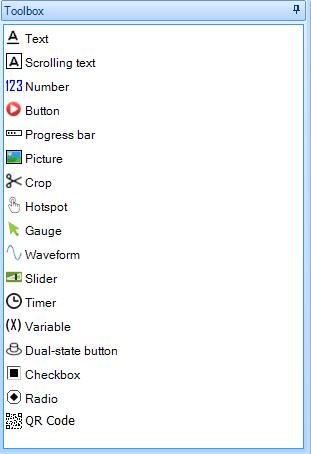 Toolbox
A Text
A Scrolling text
123 Number
Button
Progress bar
Picture
Crop
Hotspot
Gauge
Waveform
Slider
Timer
(X) Variable
Dual-state button
Checkbox
Radio
QR Code